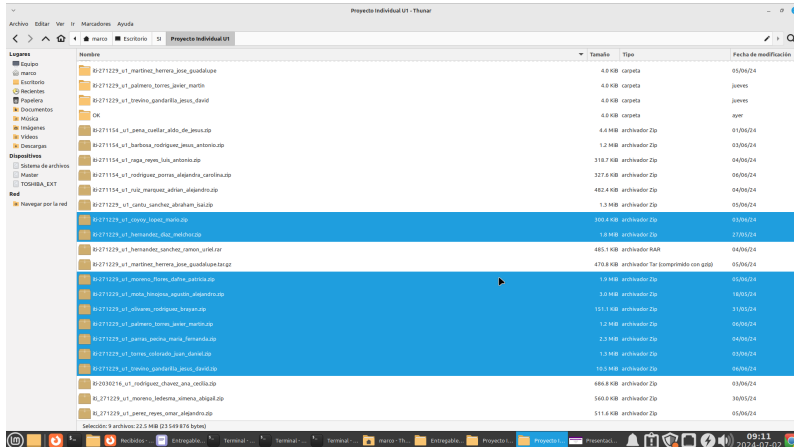 Proyecto Individual U1 - Thunar
Archivo Editar Ver Ir Marcadores Ayuda
marco Escritorio SI Proyecto Individual U1
Lugares
Equipo
marco
Escritorio
Recientes
Papelera
Documentos
Música
Imágenes
Vídeos
Descargas
Dispositivos
Sistema de archivos
Master
TOSHIBA_EXT
Red
Navegar por la red
Nombre Tamaño Tipo Fecha de modificación
iti-271229_u1_martinez_herrera_jose_guadalupe 4.0 KiB carpeta 05/06/24
iti-271229_u1_palmero_torres_javier_martin 4.0 KiB carpeta jueves
iti-271229_u1_trevino_gandarilla_jesus_david 4.0 KiB carpeta jueves
OK 4.0 KiB carpeta ayer
iti-271154_u1_pena_cuellar_aldo_de_jesus.zip 4.4 MiB archivador Zip 01/06/24
iti-271154_u1_barbosa_rodriguez_jesus_antonio.zip 1.2 MiB archivador Zip 03/06/24
iti-271154_u1_raga_reyes_luis_antonio.zip 318.7 KiB archivador Zip 04/06/24
iti-271154_u1_rodriguez_porras_alejandra_carolina.zip 327.6 KiB archivador Zip 06/06/24
iti-271154_u1_ruiz_marquez_adrian_alejandro.zip 482.4 KiB archivador Zip 04/06/24
iti-271229_u1_cantu_sanchez_abraham_isai.zip 1.3 MiB archivador Zip 05/06/24
iti-271229_u1_coyoy_lopez_mario.zip 300.4 KiB archivador Zip 03/06/24
iti-271229_u1_hernandez_diaz_melchor.zip 1.8 MiB archivador Zip 27/05/24
iti-271229_u1_hernandez_sanchez_ramon_uriel.rar 485.1 KiB archivador RAR 04/06/24
iti-271229_u1_martinez_herrera_jose_guadalupe.tar.gz 470.8 KiB archivador Tar (comprimido con gzip) 05/06/24
iti-271229_u1_moreno_flores_dafne_patricia.zip 1.9 MiB archivador Zip 05/06/24
iti-271229_u1_mota_hinojosa_agustin_alejandro.zip 3.0 MiB archivador Zip 18/05/24
iti-271229_u1_olivares_rodriguez_brayan.zip 151.1 KiB archivador Zip 31/05/24
iti-271229_u1_palmero_torres_javier_martin.zip 1.2 MiB archivador Zip 06/06/24
iti-271229_u1_parras_pecina_maria_fernanda.zip 2.3 MiB archivador Zip 04/06/24
iti-271229_u1_torres_colorado_juan_daniel.zip 1.3 MiB archivador Zip 03/06/24
iti-271229_u1_trevino_gandarilla_jesus_david.zip 10.5 MiB archivador Zip 06/06/24
iti-2030216_u1_rodriguez_chavez_ana_cecilia.zip 686.8 KiB archivador Zip 03/06/24
iti_271229_u1_moreno_ledesma_ximena_abigail.zip 560.0 KiB archivador Zip 30/05/24
iti_271229_u1_perez_reyes_omar_alejandro.zip 511.6 KiB archivador Zip 05/06/24
Selección: 9 archivos: 22.5 MiB (23 549 876 bytes)
Recibidos - ... Entregable... Terminal - ... Terminal - ... Terminal - ... marco - Th... Entregable... Proyecto I... Proyecto I... Presentaci... 09:11
2024-07-02